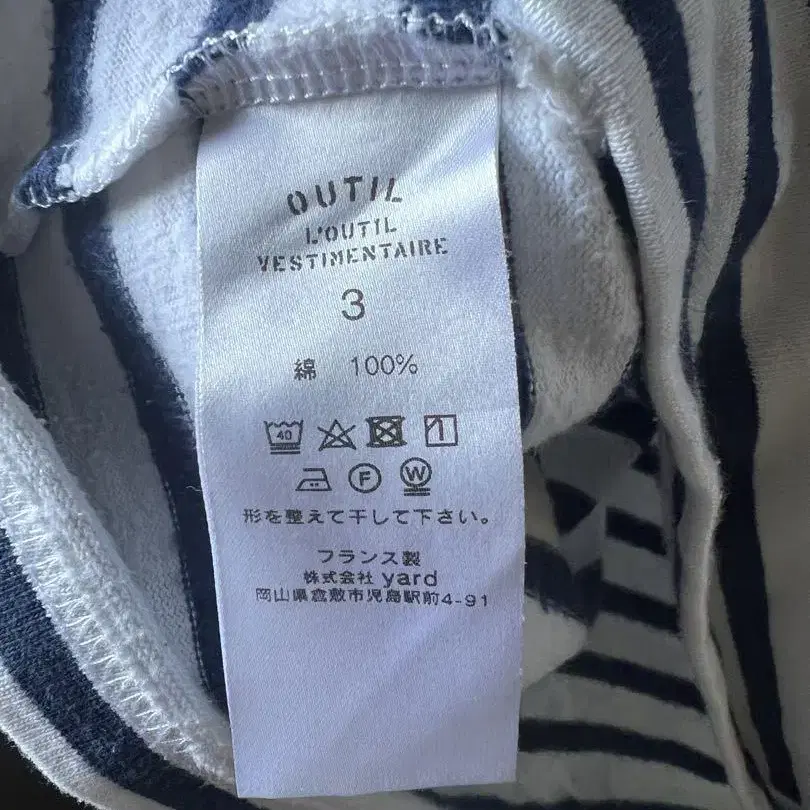 OUTIL
L'OUTIL
VESTIMENTAIRE
3
綿 100%
40
F W
形を整えて干して下さい。
フランス製
株式会社 yard
岡山県倉敷市児島駅前4-91